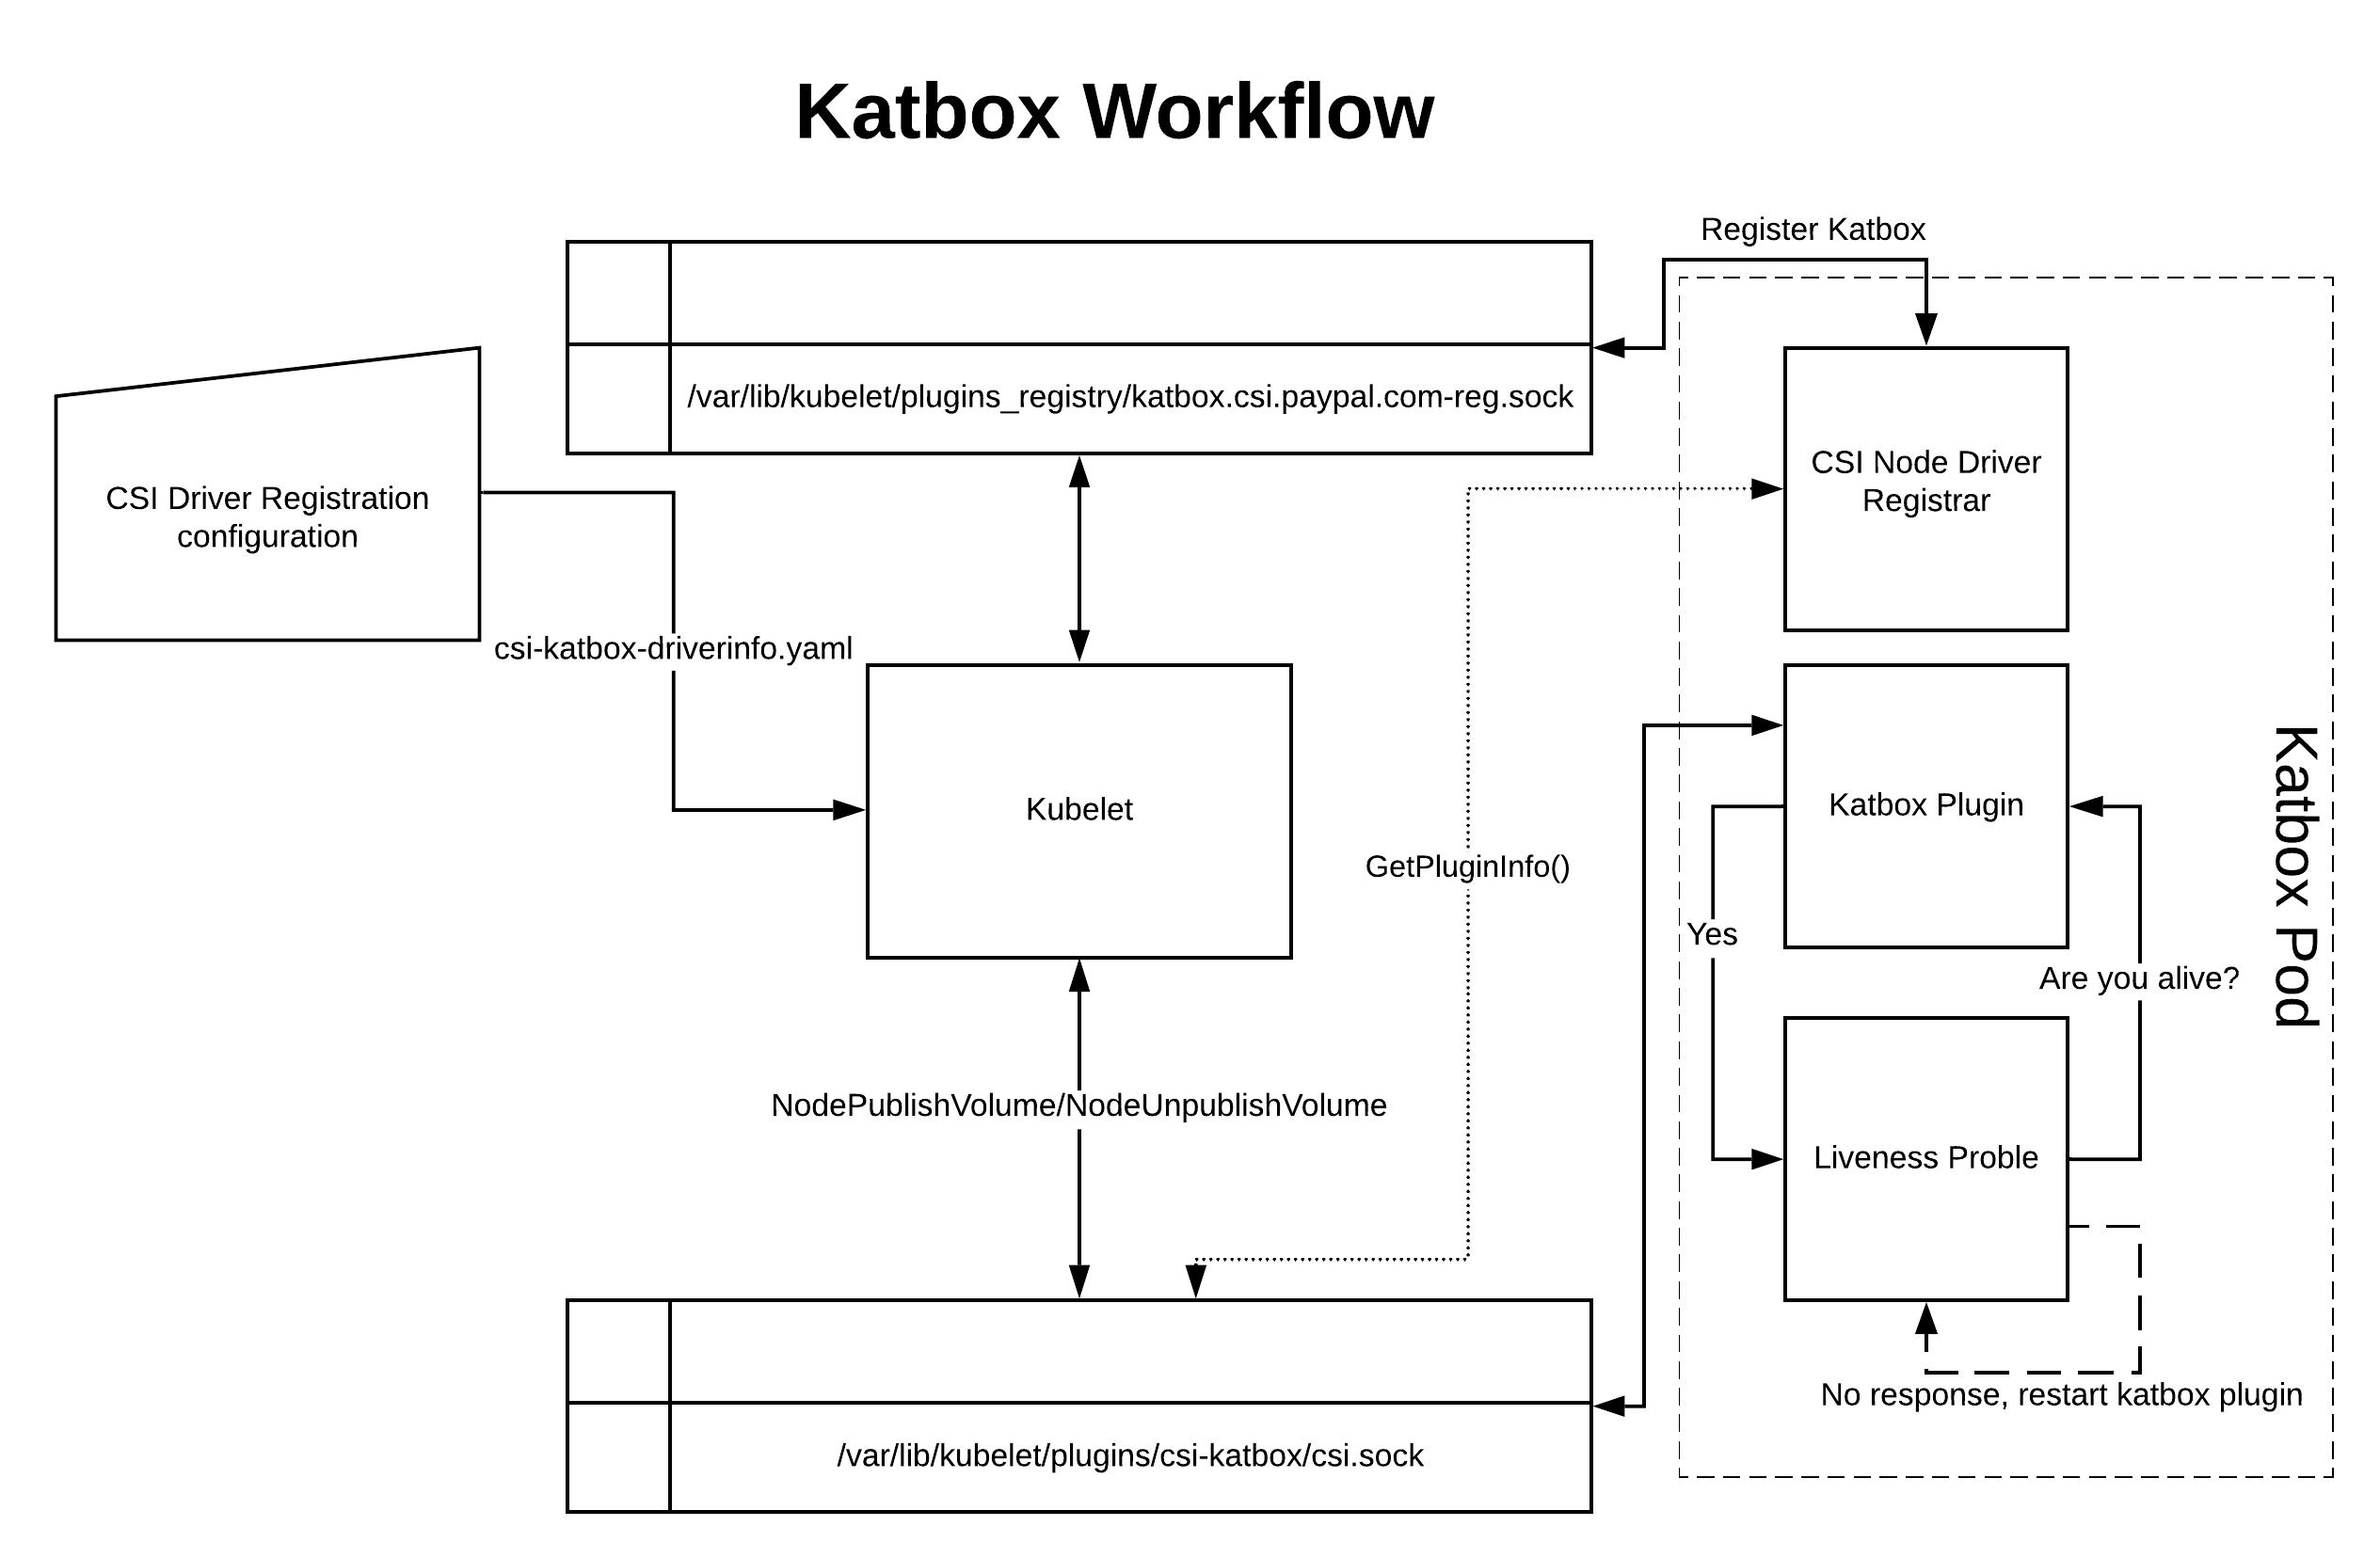 Katbox Workflow
Register Katbox
/var/lib/kubelet/plugins_registry/katbox.csi.paypal.com-reg.sock
CSI Driver Registration
configuration
CSI Node Driver
Registrar
csi-katbox-driverinfo.yaml
Kubelet
Katbox Plugin
GetPluginInfo()
Katbox Pod
Yes
Are you alive?
NodePublishVolume/NodeUnpublishVolume
Liveness Proble
No response, restart katbox plugin
/var/lib/kubelet/plugins/csi-katbox/csi.sock